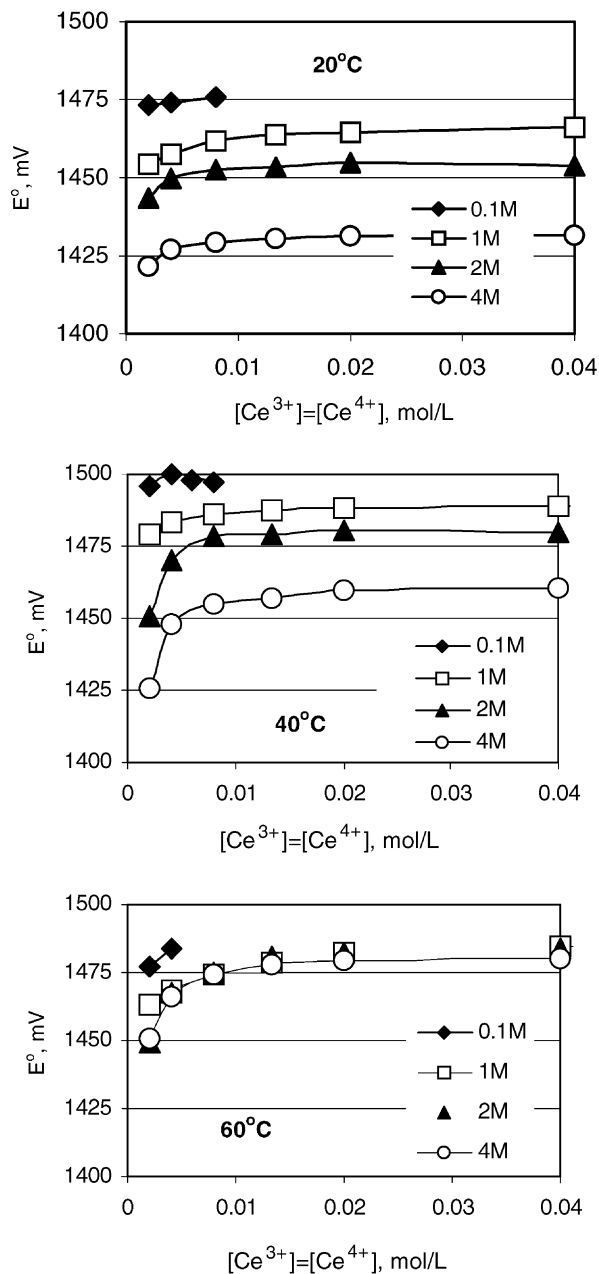 1500
20°C
1475
1450
1425
1400
E°, mV
0.1M
1M
2M
4M
0 0.01 0.02 0.03 0.04
[Ce³⁺]=[Ce⁴⁺], mol/L
1500
1475
1450
1425
1400
E°, mV
0.1M
1M
2M
4M
40°C
0 0.01 0.02 0.03 0.04
[Ce³⁺]=[Ce⁴⁺], mol/L
1500
1475
1450
1425
1400
E°, mV
0.1M
1M
2M
4M
60°C
0 0.01 0.02 0.03 0.04
[Ce³⁺]=[Ce⁴⁺], mol/L